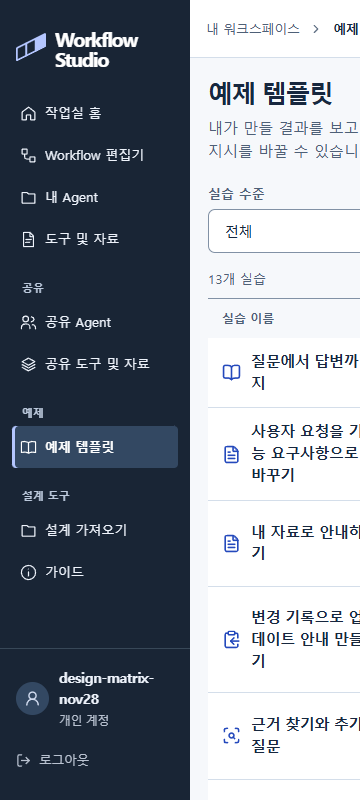 Workflow
Studio
작업실 홈
Workflow 편집기
내 Agent
도구 및 자료
공유
공유 Agent
공유 도구 및 자료
예제
예제 템플릿
설계 도구
설계 가져오기
가이드
design-matrix-
nov28
개인 계정
로그아웃
내 워크스페이스 > 예제
예제 템플릿
내가 만들 결과를 보고
지시를 바꿀 수 있습니
실습 수준
전체
13개 실습
실습 이름
질문에서 답변까
지
사용자 요청을 기
능 요구사항으로
바꾸기
내 자료로 안내하
기
변경 기록으로 업
데이트 안내 만들
기
근거 찾기와 추가
질문